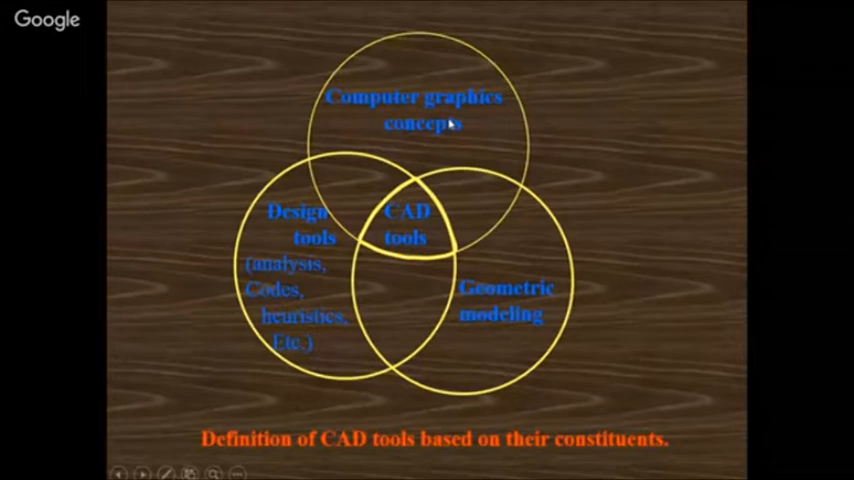 Google
Computer graphics
concepts
Design
tools
(analysis,
Codes,
heuristics,
Etc.)
CAD
tools
Geometric
modeling
Definition of CAD tools based on their constituents.